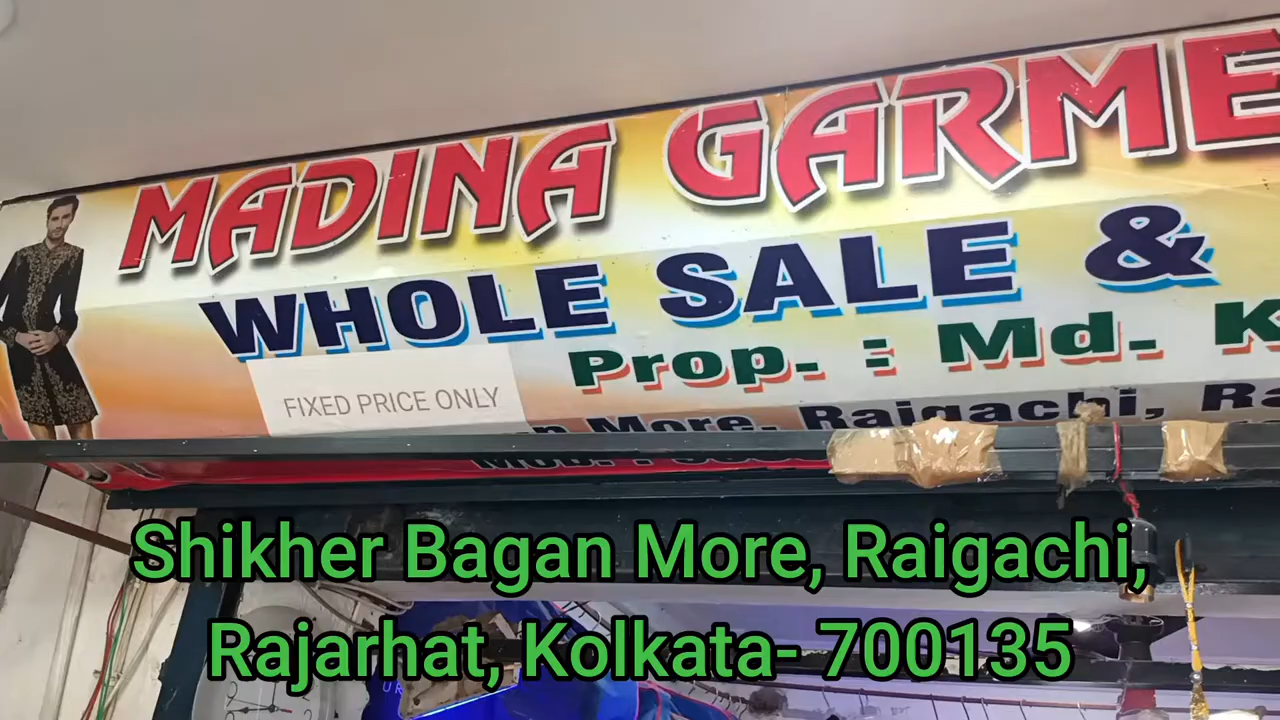 MADINA GARME
WHOLE SALE &
Prop. : Md. K
FIXED PRICE ONLY
More, Raigachi, Ra
Mob. :
Shikher Bagan More, Raigachi,
Rajarhat, Kolkata- 700135